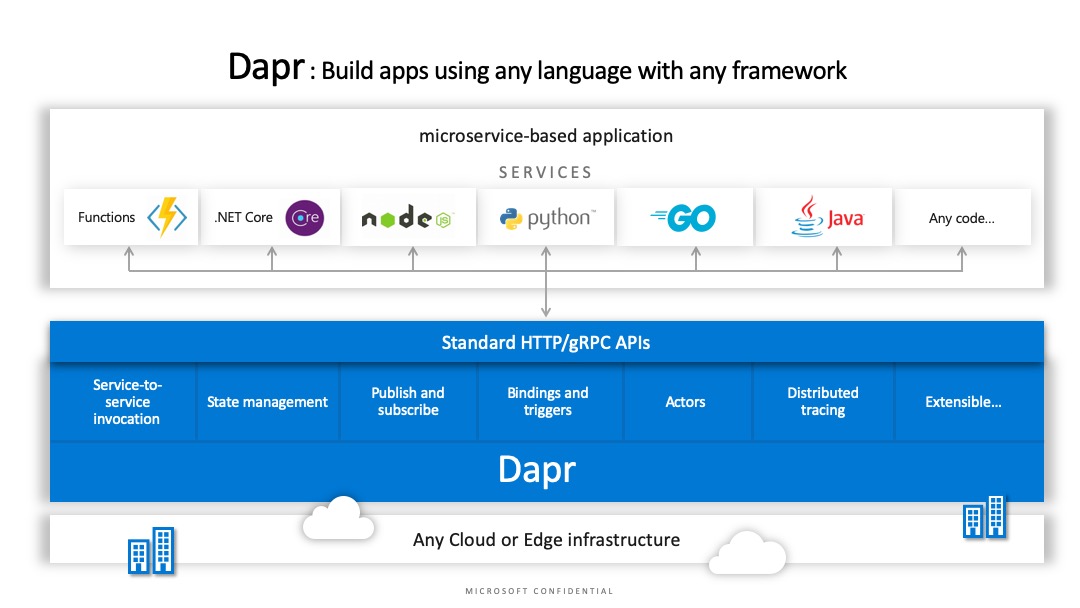 Dapr : Build apps using any language with any framework
microservice-based application
SERVICES
Functions
.NET Core
Core
node JS
python™
GO
Java
Any code...
Standard HTTP/gRPC APIs
Service-to-
service
invocation
State management
Publish and
subscribe
Bindings and
triggers
Actors
Distributed
tracing
Extensible...
Dapr
Any Cloud or Edge infrastructure
MICROSOFT CONFIDENTIAL